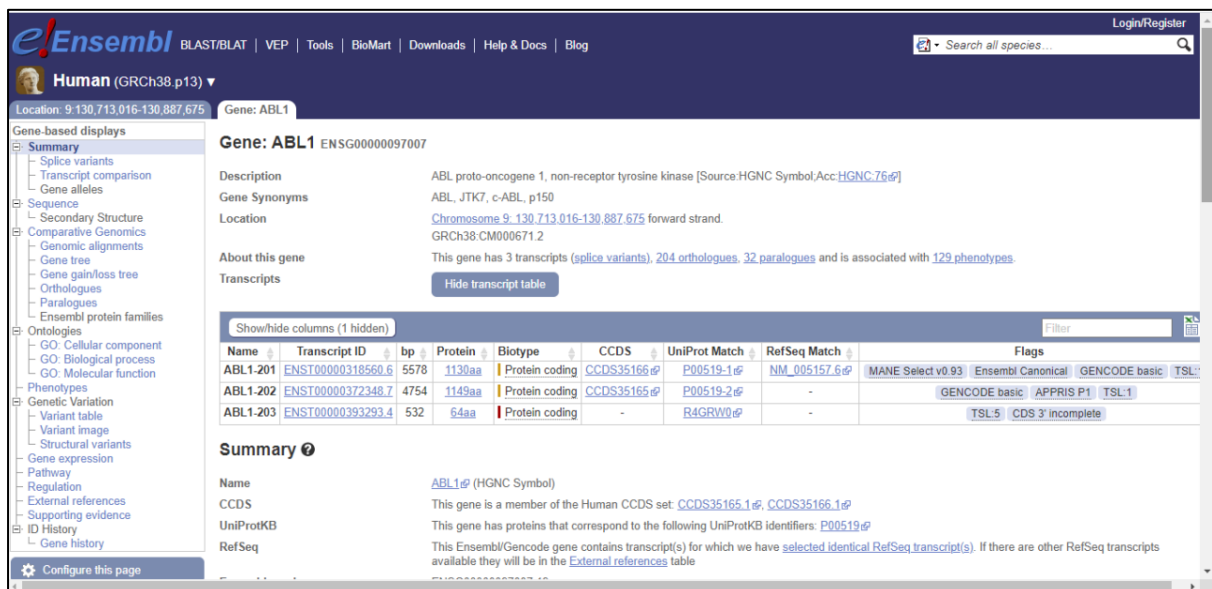 Login/Register
e!Ensembl BLAST/BLAT | VEP | Tools | BioMart | Downloads | Help & Docs | Blog
Search all species...
Human (GRCh38.p13) ▼
Location: 9:130,713,016-130,887,675 Gene: ABL1
Gene-based displays
Summary
Splice variants
Transcript comparison
Gene alleles
Sequence
Secondary Structure
Comparative Genomics
Genomic alignments
Gene tree
Gene gain/loss tree
Orthologues
Paralogues
Ensembl protein families
Ontologies
GO: Cellular component
GO: Biological process
GO: Molecular function
Phenotypes
Genetic Variation
Variant table
Variant image
Structural variants
Gene expression
Pathway
Regulation
External references
Supporting evidence
ID History
Gene history
Configure this page
Gene: ABL1 ENSG00000097007
Description ABL proto-oncogene 1, non-receptor tyrosine kinase [Source:HGNC Symbol;Acc:HGNC:76]
Gene Synonyms ABL, JTK7, c-ABL, p150
Location Chromosome 9: 130,713,016-130,887,675 forward strand.
GRCh38:CM000671.2
About this gene This gene has 3 transcripts (splice variants), 204 orthologues, 32 paralogues and is associated with 129 phenotypes.
Transcripts Hide transcript table
Show/hide columns (1 hidden) Filter
Name Transcript ID bp Protein Biotype CCDS UniProt Match RefSeq Match Flags
ABL1-201 ENST00000318560.6 5578 1130aa Protein coding CCDS35166 P00519-1 NM_005157.6 MANE Select v0.93 Ensembl Canonical GENCODE basic TSL:
ABL1-202 ENST00000372348.7 4754 1149aa Protein coding CCDS35165 P00519-2 - GENCODE basic APPRIS P1 TSL:1
ABL1-203 ENST00000393293.4 532 64aa Protein coding - R4GRW0 - TSL:5 CDS 3' incomplete
Summary
Name ABL1 (HGNC Symbol)
CCDS This gene is a member of the Human CCDS set: CCDS35165.1, CCDS35166.1
UniProtKB This gene has proteins that correspond to the following UniProtKB identifiers: P00519
RefSeq This Ensembl/Gencode gene contains transcript(s) for which we have selected identical RefSeq transcript(s). If there are other RefSeq transcripts
available they will be in the External references table